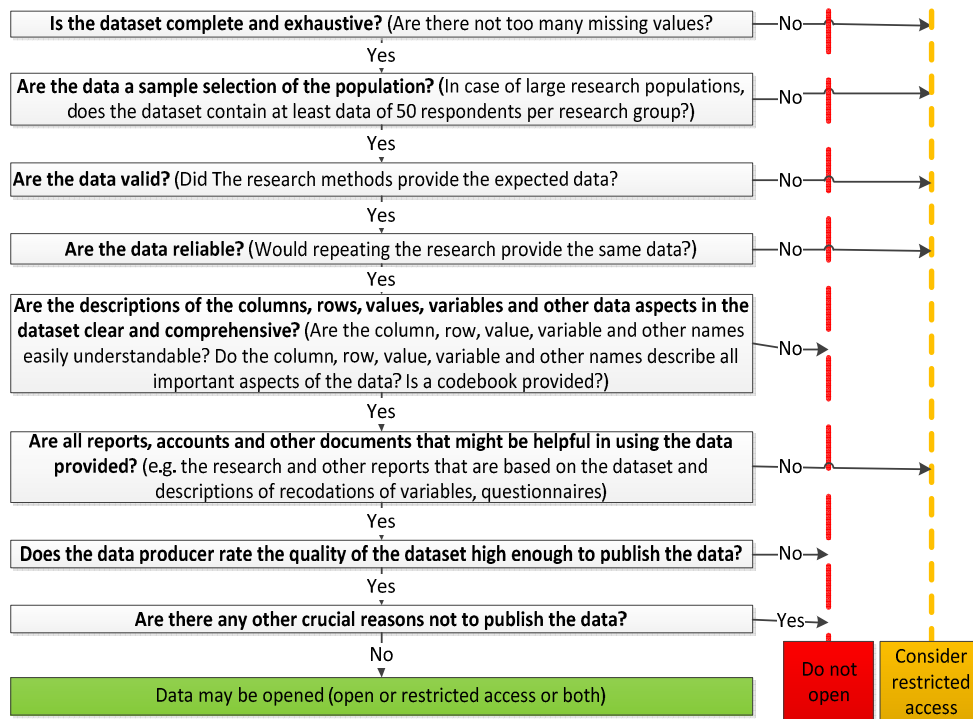 Is the dataset complete and exhaustive? (Are there not too many missing values?
No
Yes
Are the data a sample selection of the population? (In case of large research populations,
does the dataset contain at least data of 50 respondents per research group?)
No
Yes
Are the data valid? (Did The research methods provide the expected data?
No
Yes
Are the data reliable? (Would repeating the research provide the same data?)
No
Yes
Are the descriptions of the columns, rows, values, variables and other data aspects in the
dataset clear and comprehensive? (Are the column, row, value, variable and other names
easily understandable? Do the column, row, value, variable and other names describe all
important aspects of the data? Is a codebook provided?)
No
Yes
Are all reports, accounts and other documents that might be helpful in using the data
provided? (e.g. the research and other reports that are based on the dataset and
descriptions of recodations of variables, questionnaires)
No
Yes
Does the data producer rate the quality of the dataset high enough to publish the data?
No
Yes
Are there any other crucial reasons not to publish the data?
Yes
No
Data may be opened (open or restricted access or both)
Do not
open
Consider
restricted
access